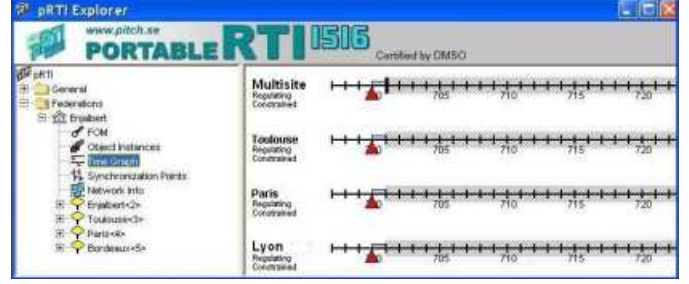 pRTI Explorer
www.pitch.se
PORTABLE RTI 1516
Certified by DMSO
pRTI
General
Federations
Enjalbert
FOM
Object Instances
Time Graph
Synchronization Points
Network Info
Enjalbert<2>
Toulouse<3>
Paris<4>
Bordeaux<5>
Multisite
Regulating
Constrained
705 710 715 720
Toulouse
Regulating
Constrained
705 710 715 720
Paris
Regulating
Constrained
705 710 715 720
Lyon
Regulating
Constrained
705 710 715 720